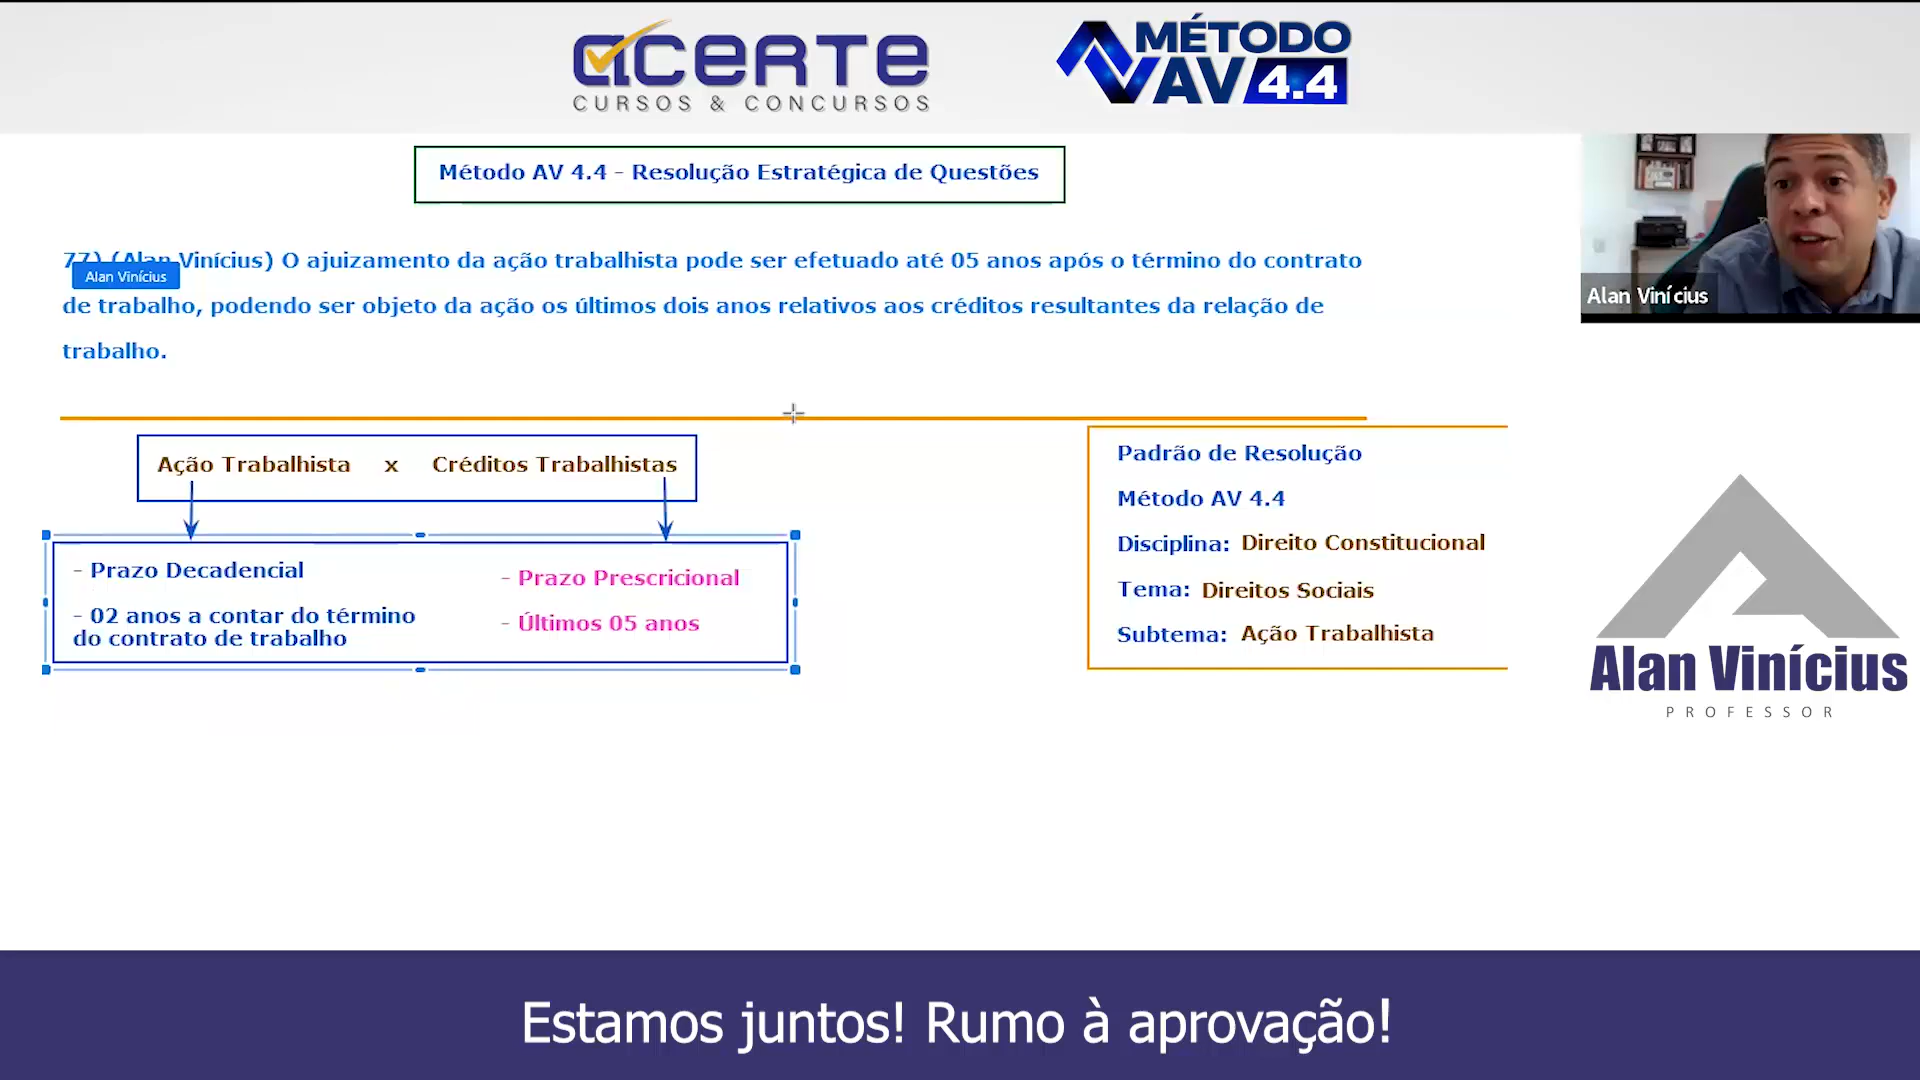 acerte
CURSOS & CONCURSOS
MÉTODO
AV 4.4
Método AV 4.4 - Resolução Estratégica de Questões
77) (Alan Vinícius) O ajuizamento da ação trabalhista pode ser efetuado até 05 anos após o término do contrato
Alan Vinícius
de trabalho, podendo ser objeto da ação os últimos dois anos relativos aos créditos resultantes da relação de
trabalho.
Alan Vinícius
Ação Trabalhista x Créditos Trabalhistas
- Prazo Decadencial
- 02 anos a contar do término
do contrato de trabalho
- Prazo Prescricional
- Últimos 05 anos
Padrão de Resolução
Método AV 4.4
Disciplina: Direito Constitucional
Tema: Direitos Sociais
Subtema: Ação Trabalhista
Alan Vinícius
PROFESSOR
Estamos juntos! Rumo à aprovação!